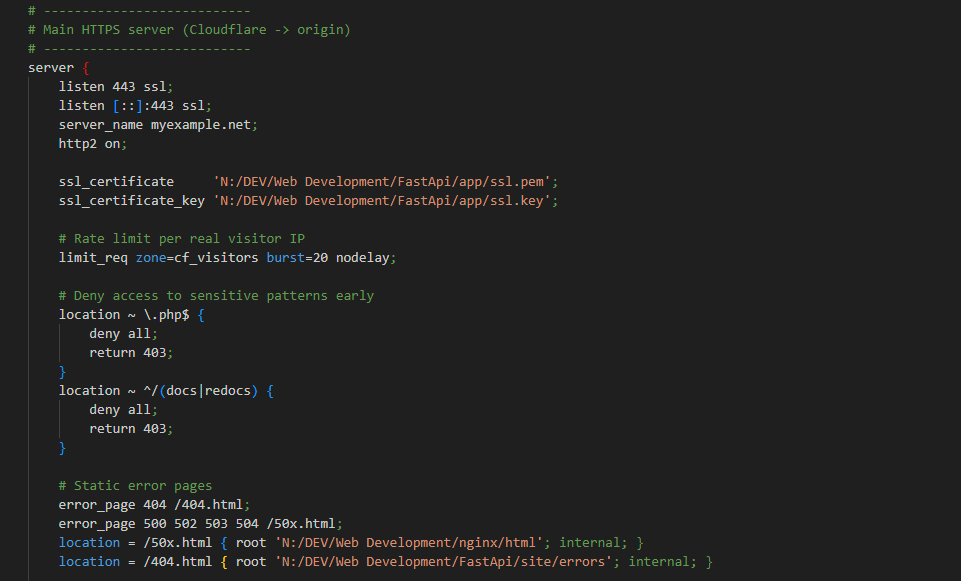 # ---------------------------
# Main HTTPS server (Cloudflare -> origin)
# ---------------------------
server {
    listen 443 ssl;
    listen [::]:443 ssl;
    server_name myexample.net;
    http2 on;

    ssl_certificate     'N:/DEV/Web Development/FastApi/app/ssl.pem';
    ssl_certificate_key 'N:/DEV/Web Development/FastApi/app/ssl.key';

    # Rate limit per real visitor IP
    limit_req zone=cf_visitors burst=20 nodelay;

    # Deny access to sensitive patterns early
    location ~ \.php$ {
        deny all;
        return 403;
    }
    location ~ ^/(docs|redocs) {
        deny all;
        return 403;
    }

    # Static error pages
    error_page 404 /404.html;
    error_page 500 502 503 504 /50x.html;
    location = /50x.html { root 'N:/DEV/Web Development/nginx/html'; internal; }
    location = /404.html { root 'N:/DEV/Web Development/FastApi/site/errors'; internal; }